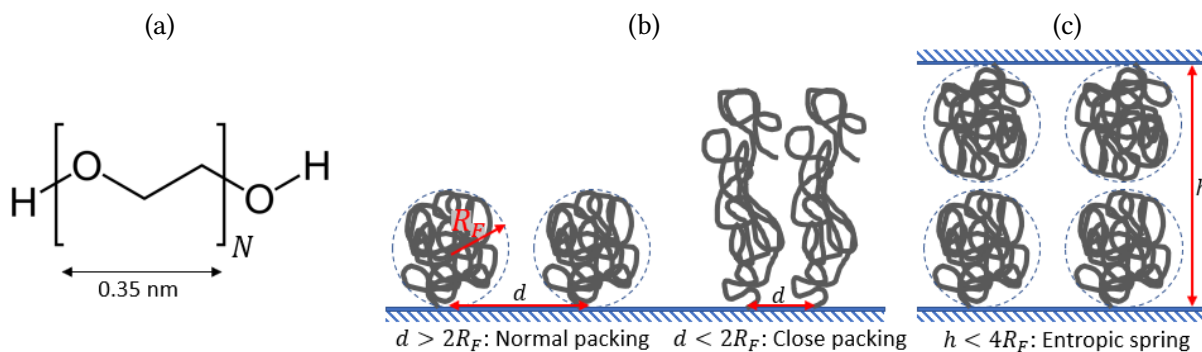 (a)
(b)
(c)
H
O
O
H
N
0.35 nm
R_F
d
d
h
d > 2R_F: Normal packing
d < 2R_F: Close packing
h < 4R_F: Entropic spring